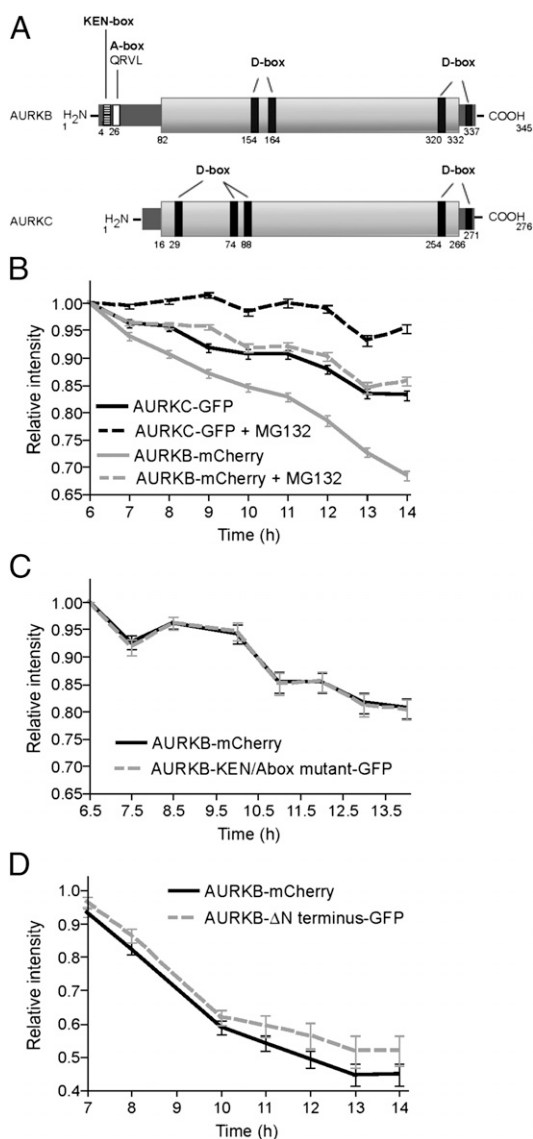 A
KEN-box
A-box
QRVL
D-box
D-box
AURKB
H2N
COOH
1
4
26
82
154
164
320
332
337
345
D-box
D-box
AURKC
H2N
COOH
1
16
29
74
88
254
266
271
276
B
Relative intensity
1.00
0.95
0.90
0.85
0.80
0.75
0.70
0.65
AURKC-GFP
AURKC-GFP + MG132
AURKB-mCherry
AURKB-mCherry + MG132
6 7 8 9 10 11 12 13 14
Time (h)
C
Relative intensity
1.00
0.95
0.90
0.85
0.80
0.75
0.70
0.65
AURKB-mCherry
AURKB-KEN/Abox mutant-GFP
6.5 7.5 8.5 9.5 10.5 11.5 12.5 13.5
Time (h)
D
Relative intensity
1.0
0.9
0.8
0.7
0.6
0.5
0.4
AURKB-mCherry
AURKB-ΔN terminus-GFP
7 8 9 10 11 12 13 14
Time (h)